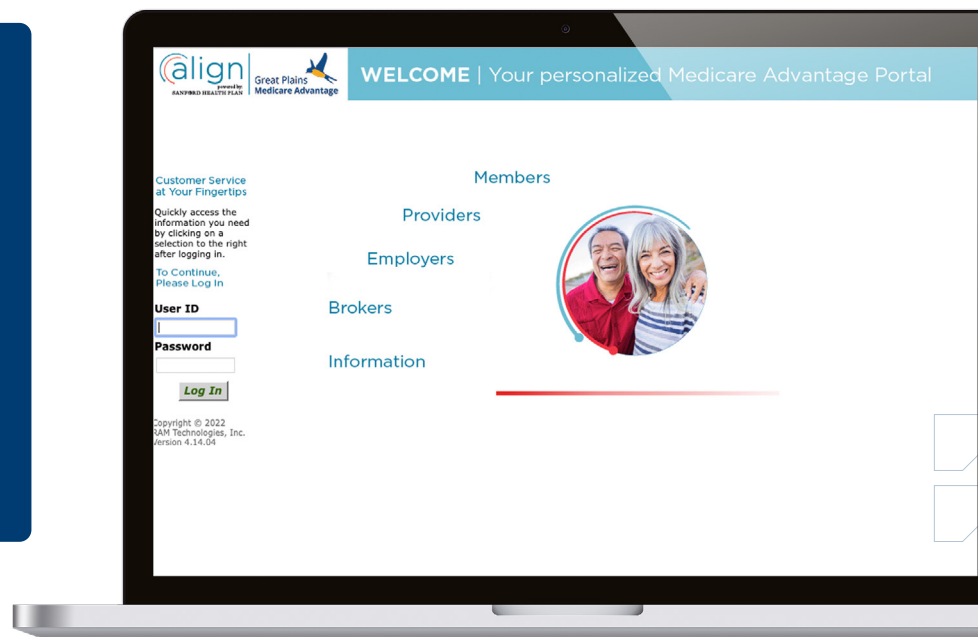 align
powered by
SANFORD HEALTH PLAN
Great Plains
Medicare Advantage
WELCOME | Your personalized Medicare Advantage Portal
Customer Service
at Your Fingertips
Quickly access the
information you need
by clicking on a
selection to the right
after logging in.
To Continue,
Please Log In
User ID
Password
Log In
Copyright © 2022
RAM Technologies, Inc.
Version 4.14.04
Members
Providers
Employers
Brokers
Information